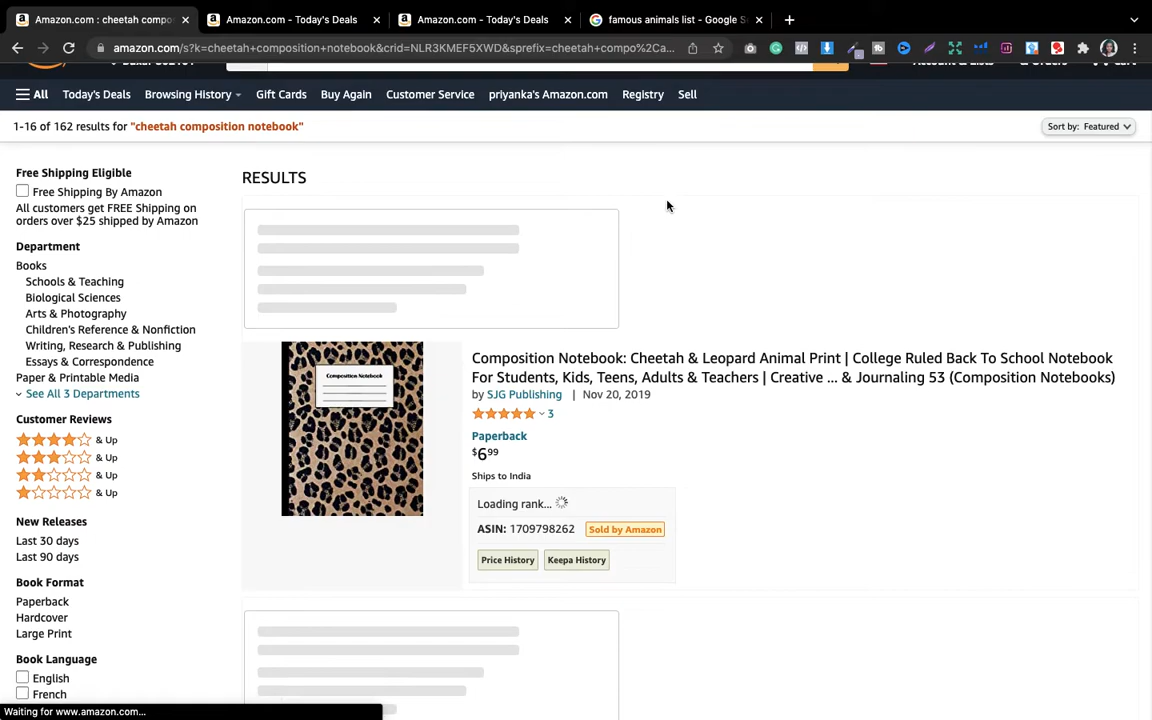 Amazon.com : cheetah compos
Amazon.com - Today's Deals
Amazon.com - Today's Deals
famous animals list - Google S
amazon.com/s?k=cheetah+composition+notebook&crid=NLR3KMEF5XWD&sprefix=cheetah+compo%2Ca...
All
Today's Deals
Browsing History
Gift Cards
Buy Again
Customer Service
priyanka's Amazon.com
Registry
Sell
1-16 of 162 results for "cheetah composition notebook"
Sort by: Featured
Free Shipping Eligible
Free Shipping By Amazon
All customers get FREE Shipping on
orders over $25 shipped by Amazon
Department
Books
Schools & Teaching
Biological Sciences
Arts & Photography
Children's Reference & Nonfiction
Writing, Research & Publishing
Essays & Correspondence
Paper & Printable Media
See All 3 Departments
Customer Reviews
& Up
& Up
& Up
& Up
New Releases
Last 30 days
Last 90 days
Book Format
Paperback
Hardcover
Large Print
Book Language
English
French
RESULTS
Composition Notebook
Composition Notebook: Cheetah & Leopard Animal Print | College Ruled Back To School Notebook
For Students, Kids, Teens, Adults & Teachers | Creative ... & Journaling 53 (Composition Notebooks)
by SJG Publishing | Nov 20, 2019
3
Paperback
$6.99
Ships to India
Loading rank...
ASIN: 1709798262 Sold by Amazon
Price History
Keepa History
Waiting for www.amazon.com...